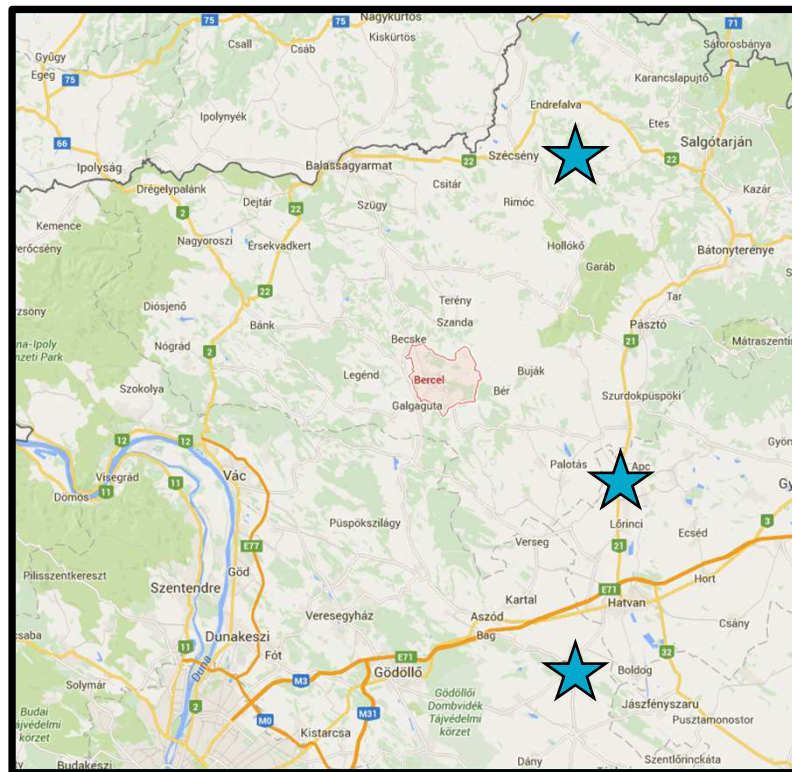 Nagykürtös
75
75
71
Csall
Csáb
Kiskürtös
Sátorosbánya
Gyügy
Egeg
75
Karancslapujtő
Endrefalva
Ipolynyék
Etes
66
Salgótarján
Ipolyság
Balassagyarmat
22
Szécsény
22
Drégelypalánk
Csitár
Kazár
Dejtár
Rimóc
Kemence
2
22
Szügy
Nagyoroszi
Érsekvadkert
Hollókő
Bátonyterenye
Garáb
22
Terény
Tar
Diósjenő
Szanda
Bánk
Pásztó
Becske
21
Nógrád
2
Mátraszentim
Legénd
Buják
Bercel
Szokolya
Bér
Szurdokpüspöki
Galgaguta
12
12
Palotás
Apc
Vác
Visegrád
11
11
Dömös
Lőrinci
Püspökszilágy
3
Ecséd
Verseg
E77
21
Pilisszentkereszt
Göd
Szentendre
E71
Hort
Kartal
Hatvan
Veresegyház
Aszód
Dunakeszi
Bag
Csány
11
Fót
E71
32
Duna
Gödöllő
Boldog
Solymár
M3
M31
Gödöllői
Dombvidék
Tájvédelmi
körzet
Jászfényszaru
2
M0
Budai
Pusztamonostor
Kistarcsa
körzet
Dány
Szentlőrinckáta
Budakeszi